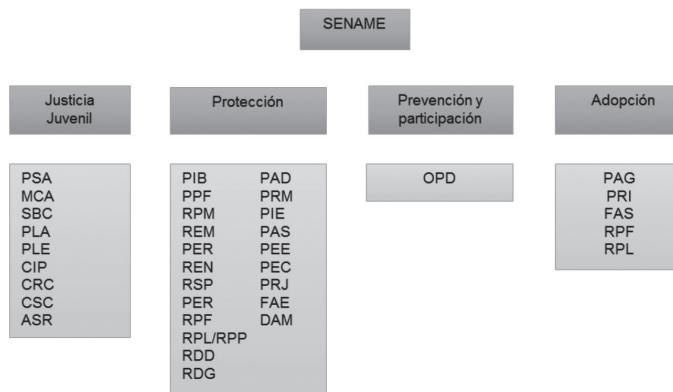 SENAME
Justicia
Juvenil
PSA
MCA
SBC
PLA
PLE
CIP
CRC
CSC
ASR
Protección
PIB PAD
PPF PRM
RPM PIE
REM PAS
PER PEE
REN PEC
RSP PRJ
PER FAE
RPF DAM
RPL/RPP
RDD
RDG
Prevención y
participación
OPD
Adopción
PAG
PRI
FAS
RPF
RPL